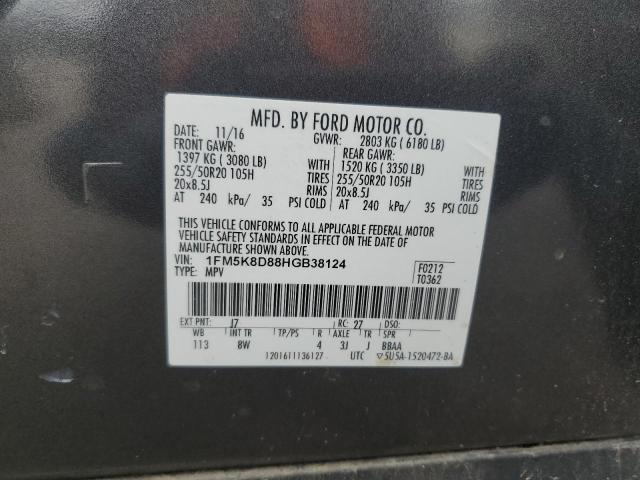 MFD. BY FORD MOTOR CO.
DATE: 11/16 GVWR: 2803 KG ( 6180 LB)
FRONT GAWR: REAR GAWR:
1397 KG ( 3080 LB) WITH 1520 KG ( 3350 LB) WITH
255/50R20 105H TIRES 255/50R20 105H TIRES
20x8.5J RIMS 20x8.5J RIMS
AT 240 kPa/ 35 PSI COLD AT 240 kPa/ 35 PSI COLD
THIS VEHICLE CONFORMS TO ALL APPLICABLE FEDERAL MOTOR
VEHICLE SAFETY STANDARDS IN EFFECT ON THE DATE OF
MANUFACTURE SHOWN ABOVE.
VIN: 1FM5K8D88HGB38124 F0212
TYPE: MPV T0362
EXT PNT: J7 RC: 27 DSO:
WB INT TR TP/PS R AXLE TR SPR
113 8W 4 3J J BBAA
1201611136127 UTC ▽5U5A-1520472-BA